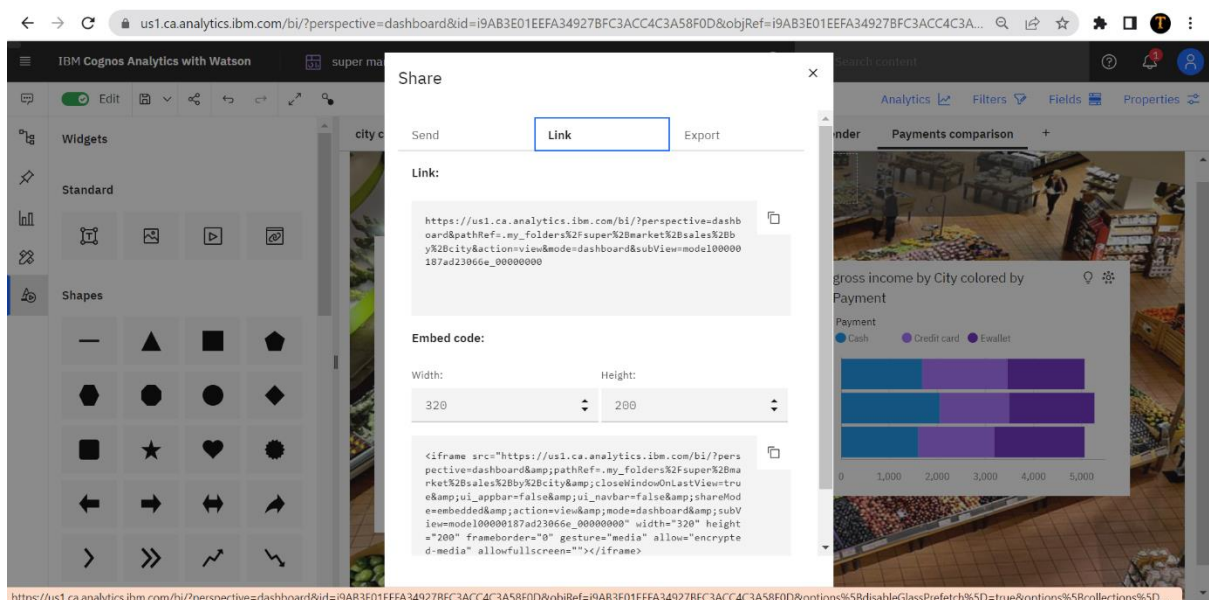 us1.ca.analytics.ibm.com/bi/?perspective=dashboard&id=i9AB3E01EEFA34927BFC3ACC4C3A58F0D&objRef=i9AB3E01EEFA34927BFC3ACC4C3A...
IBM Cognos Analytics with Watson
super mar
Search content
1
Edit
Analytics
Filters
Fields
Properties
Share
Widgets
city c
Send
Link
Export
nder
Payments comparison
+
Link:
Standard
https://us1.ca.analytics.ibm.com/bi/?perspective=dashb
oard&pathRef=.my_folders%2Fsuper%2Bmarket%2Bsales%2Bb
y%2Bcity&action=view&mode=dashboard&subView=model00000
187ad23066e_00000000
Shapes
gross income by City colored by
Payment
Payment
Cash
Credit card
Ewallet
Embed code:
Width:
Height:
320
200
<iframe src="https://us1.ca.analytics.ibm.com/bi/?pers
pective=dashboard&amp;pathRef=.my_folders%2Fsuper%2Bma
rket%2Bsales%2Bby%2Bcity&amp;closeWindowOnLastView=tru
e&amp;ui_appbar=false&amp;ui_navbar=false&amp;shareMod
e=embedded&amp;action=view&amp;mode=dashboard&amp;subV
iew=model00000187ad23066e_00000000" width="320" height
="200" frameborder="0" gesture="media" allow="encrypte
d-media" allowfullscreen=""></iframe>
0
1,000
2,000
3,000
4,000
5,000
https://us1.ca.analytics.ibm.com/bi/?perspective=dashboard&id=i9AB3E01EEFA34927BFC3ACC4C3A58F0D&objRef=i9AB3E01EEFA34927BFC3ACC4C3A58F0D&options%5BdisableGlassPrefetch%5D=true&options%5Bcollections%5D